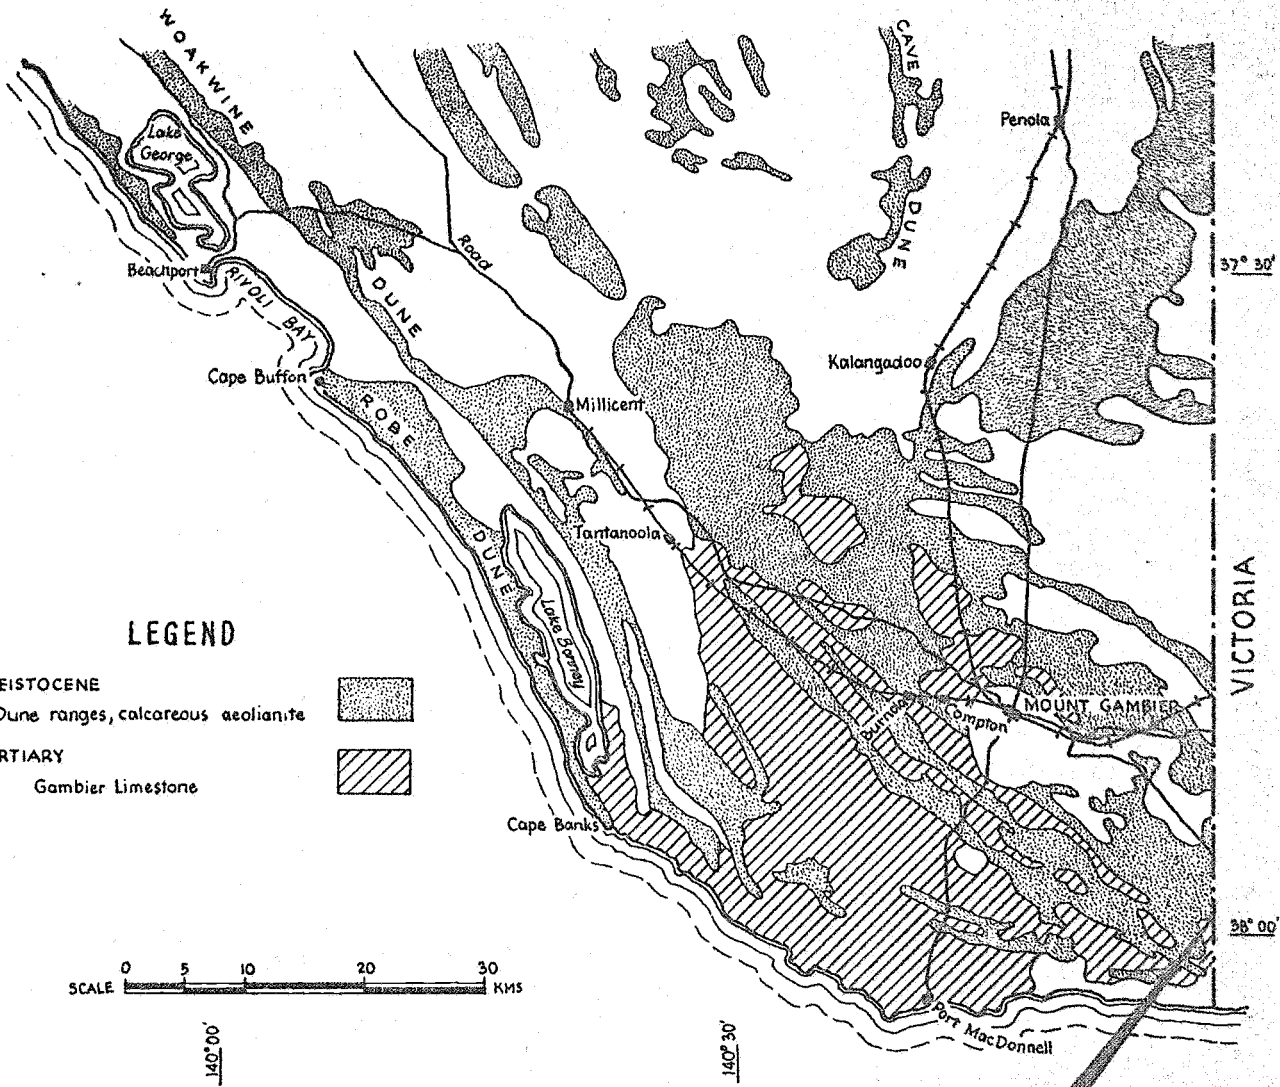 WOAKWINE
CAVE
Lake
George
Penola
DUNE
Road
Beachport
RIVOLI BAY
DUNE
37° 30'
Kalangadoo
Cape Buffon
ROBE
Millicent
Tantanoola
DUNE
Lake Bonney
VICTORIA
LEGEND
EISTOCENE
Dune ranges, calcareous aeolianite
RTIARY
Gambier Limestone
MOUNT GAMBIER
Burnda
Compton
Cape Banks
38° 00'
0 5 10 20 30
SCALE KMS
140° 00'
140° 30'
Port MacDonnell